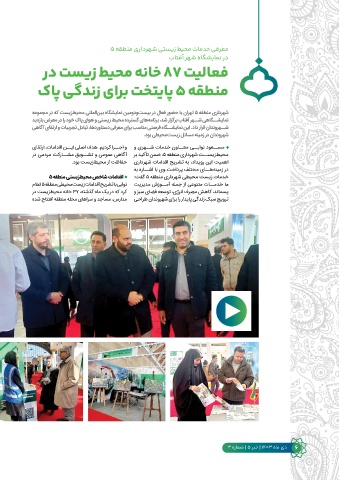 معرفی خدمات محیط زیستی شهرداری منطقه ۵
در نمایشگاه شهر آفتاب
فعالیت ۸۷ خانه محیط زیست در
منطقه ۵ پایتخت برای زندگی پاک
شهرداری منطقه ۵ تهران با حضور فعال در بیست‌ودومین نمایشگاه بین‌المللی محیط‌زیست که در مجموعه
نمایشگاهی شهر آفتاب برگزار شد، برنامه‌های گسترده محیط زیستی و هوای پاک خود را در معرض بازدید
شهروندان قرار داد. این نمایشگاه فرصتی مناسب برای معرفی دستاوردها، تبادل تجربیات و ارتقای آگاهی
شهروندان در زمینه مسائل زیست محیطی بود.
مسعود نوابی معاون خدمات شهری و
محیط‌زیست شهرداری منطقه ۵، ضمن تأکید بر
اهمیت این رویداد، به تشریح اقدامات شهرداری
در زمینه‌های مختلف پرداخت. وی با اشاره به
خدمات زیست محیطی شهرداری منطقه ۵ گفت:
ما خدمات متنوعی از جمله آموزش مدیریت
پسماند، کاهش مصرف انرژی، توسعه فضای سبز و
ترویج سبک زندگی پایدار را برای شهروندان طراحی
و اجرا کردیم. هدف اصلی این اقدامات، ارتقای
آگاهی عمومی و تشویق مشارکت مردمی در
حفاظت از محیط‌زیست بود.
اقدامات شاخص محیط‌زیستی منطقه ۵
نوابی با تشریح اقدامات زیست محیطی منطقه ۵ اعلام
کرد که در یک ماه گذشته، ۳۷ خانه محیط‌زیست در
مدارس، مساجد و سراهای محله منطقه افتتاح شده
۶ دی ماه ۱۴۰۳ | خبر ۵ | شماره ۳